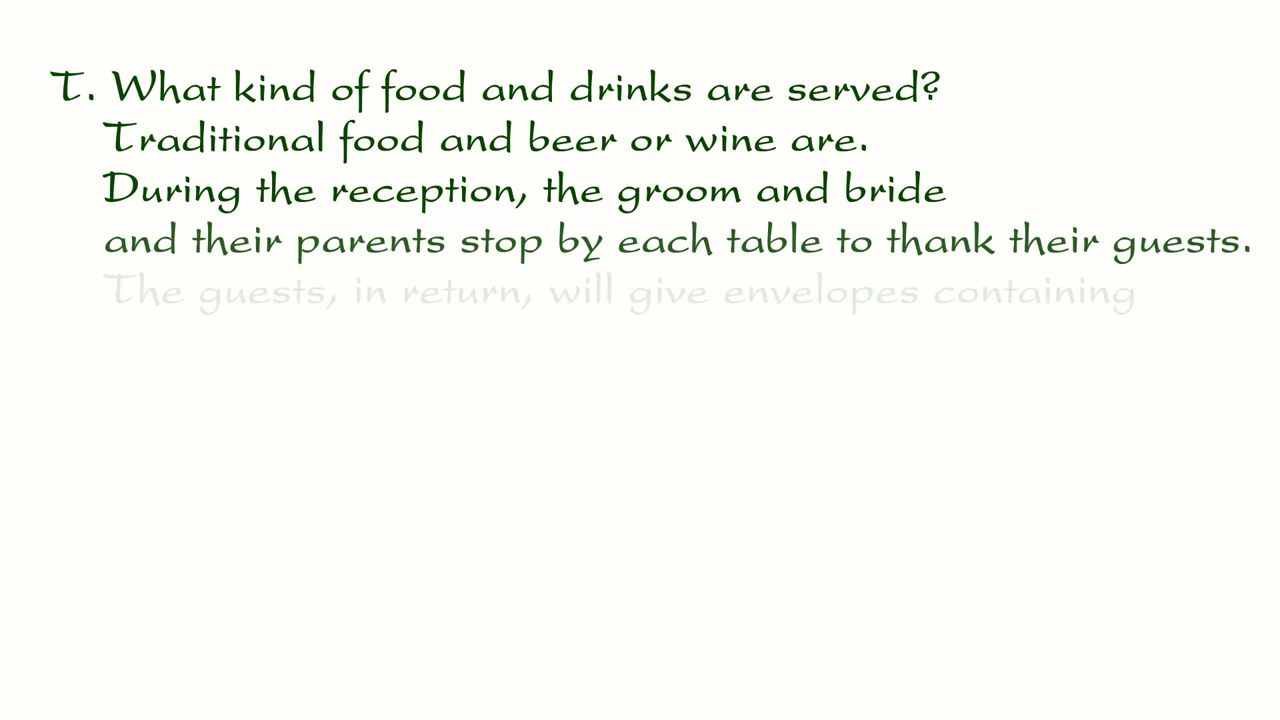 T. What kind of food and drinks are served?
Traditional food and beer or wine are.
During the reception, the groom and bride
and their parents stop by each table to thank their guests.
The guests, in return, will give envelopes containing